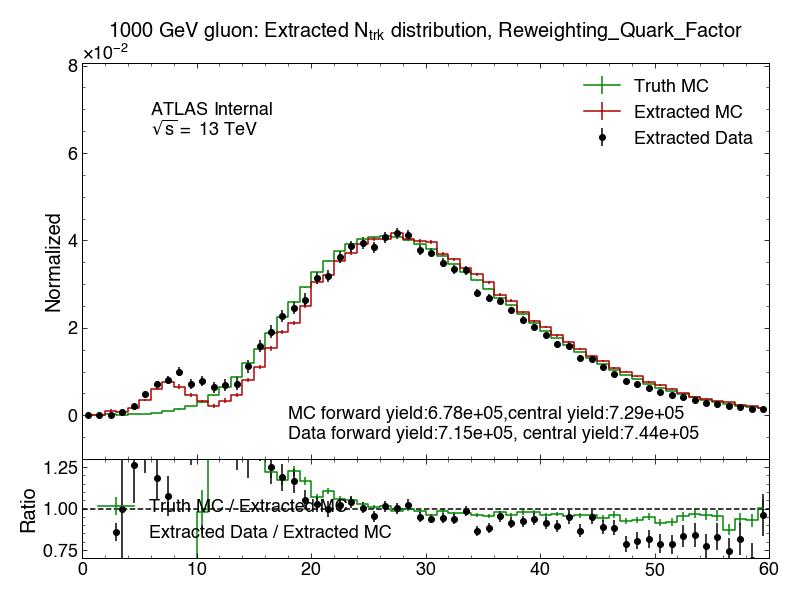 1000 GeV gluon: Extracted Ntrk distribution, Reweighting_Quark_Factor
×10−2
8
6
4
2
0
Normalized
ATLAS Internal
√s = 13 TeV
Truth MC
Extracted MC
Extracted Data
MC forward yield:6.78e+05,central yield:7.29e+05
Data forward yield:7.15e+05, central yield:7.44e+05
1.25
1.00
0.75
Ratio
Truth MC / Extracted MC
Extracted Data / Extracted MC
0 10 20 30 40 50 60